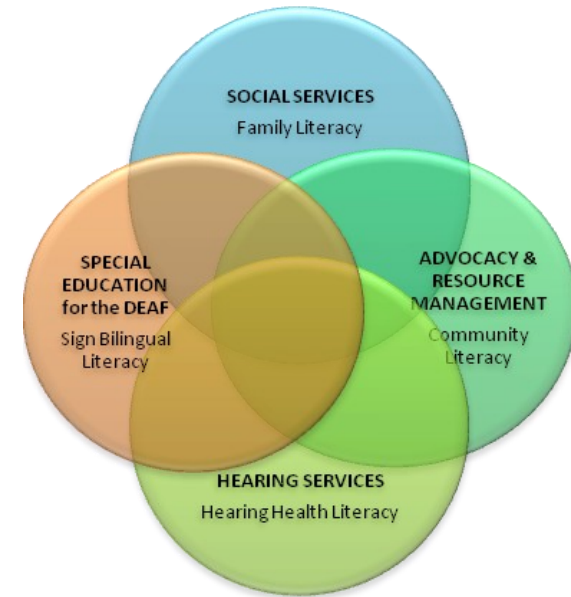 SOCIAL SERVICES
Family Literacy
SPECIAL
EDUCATION
for the DEAF
Sign Bilingual
Literacy
ADVOCACY &
RESOURCE
MANAGEMENT
Community
Literacy
HEARING SERVICES
Hearing Health Literacy